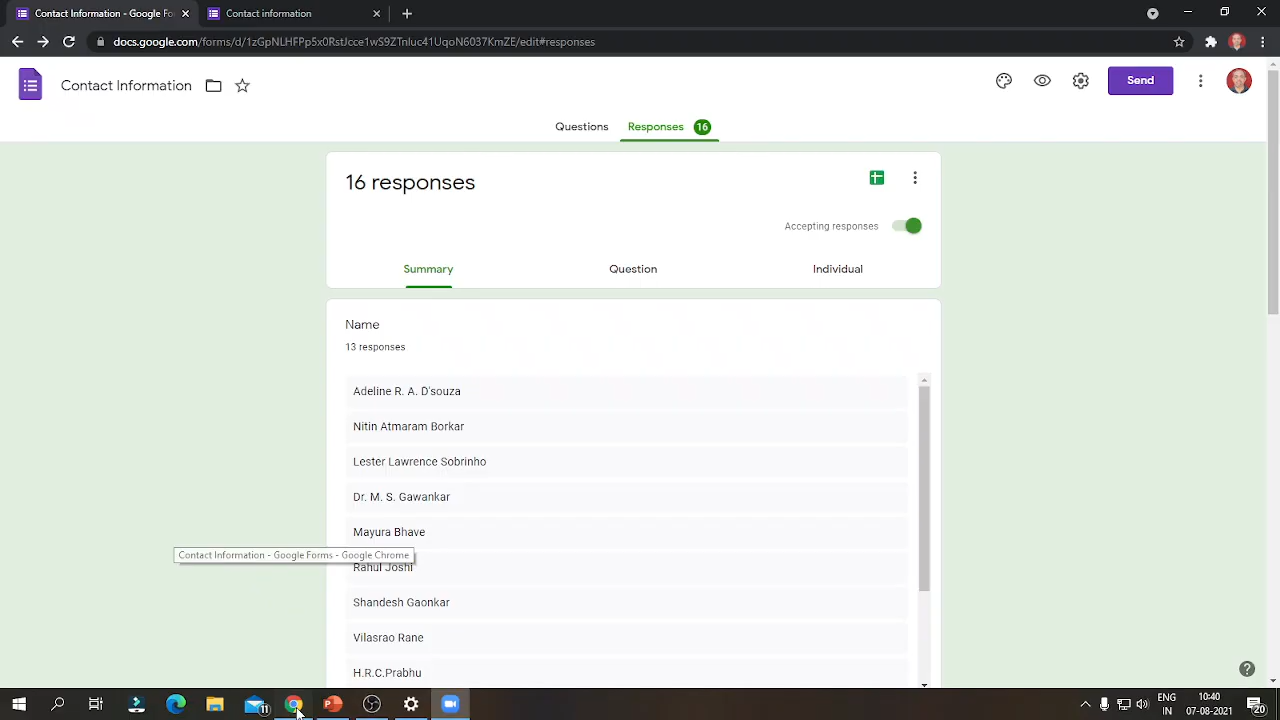 Contact Information - Google Fo
Contact Information
docs.google.com/forms/d/1zGpNLHFPp5x0RstJcce1wS9ZTnluc41UqoN6037KmZE/edit#responses
Contact Information
Send
Questions
Responses 16
16 responses
Accepting responses
Summary
Question
Individual
Name
13 responses
Adeline R. A. D'souza
Nitin Atmaram Borkar
Lester Lawrence Sobrinho
Dr. M. S. Gawankar
Mayura Bhave
Contact Information - Google Forms - Google Chrome
Rahul Joshi
Shandesh Gaonkar
Vilasrao Rane
H.R.C.Prabhu
ENG
IN
10:40
07-08-2021